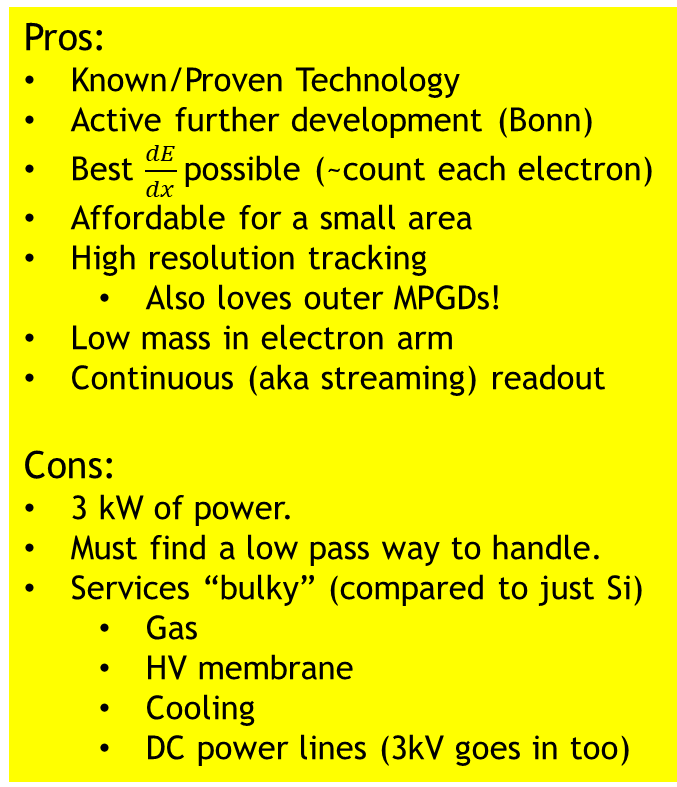 Pros:
• Known/Proven Technology
• Active further development (Bonn)
• Best dE/dx possible (~count each electron)
• Affordable for a small area
• High resolution tracking
• Also loves outer MPGDs!
• Low mass in electron arm
• Continuous (aka streaming) readout
Cons:
• 3 kW of power.
• Must find a low pass way to handle.
• Services “bulky” (compared to just Si)
• Gas
• HV membrane
• Cooling
• DC power lines (3kV goes in too)